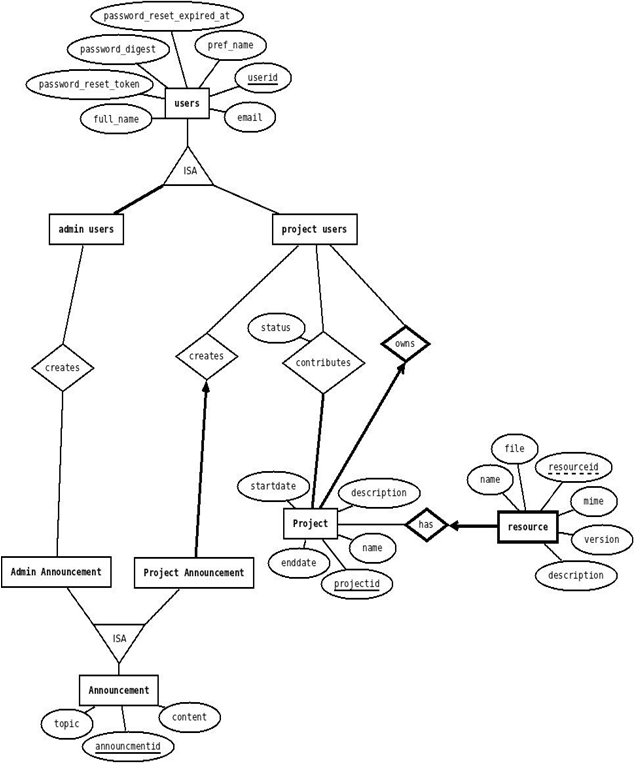 password_reset_expired_at
password_digest
pref_name
password_reset_token
userid
users
full_name
email
ISA
admin users
project users
status
creates
creates
contributes
owns
file
name
resourceid
startdate
description
mime
Project
has
resource
version
name
enddate
description
projectid
Admin Announcement
Project Announcement
ISA
Announcement
topic
content
announcmentid